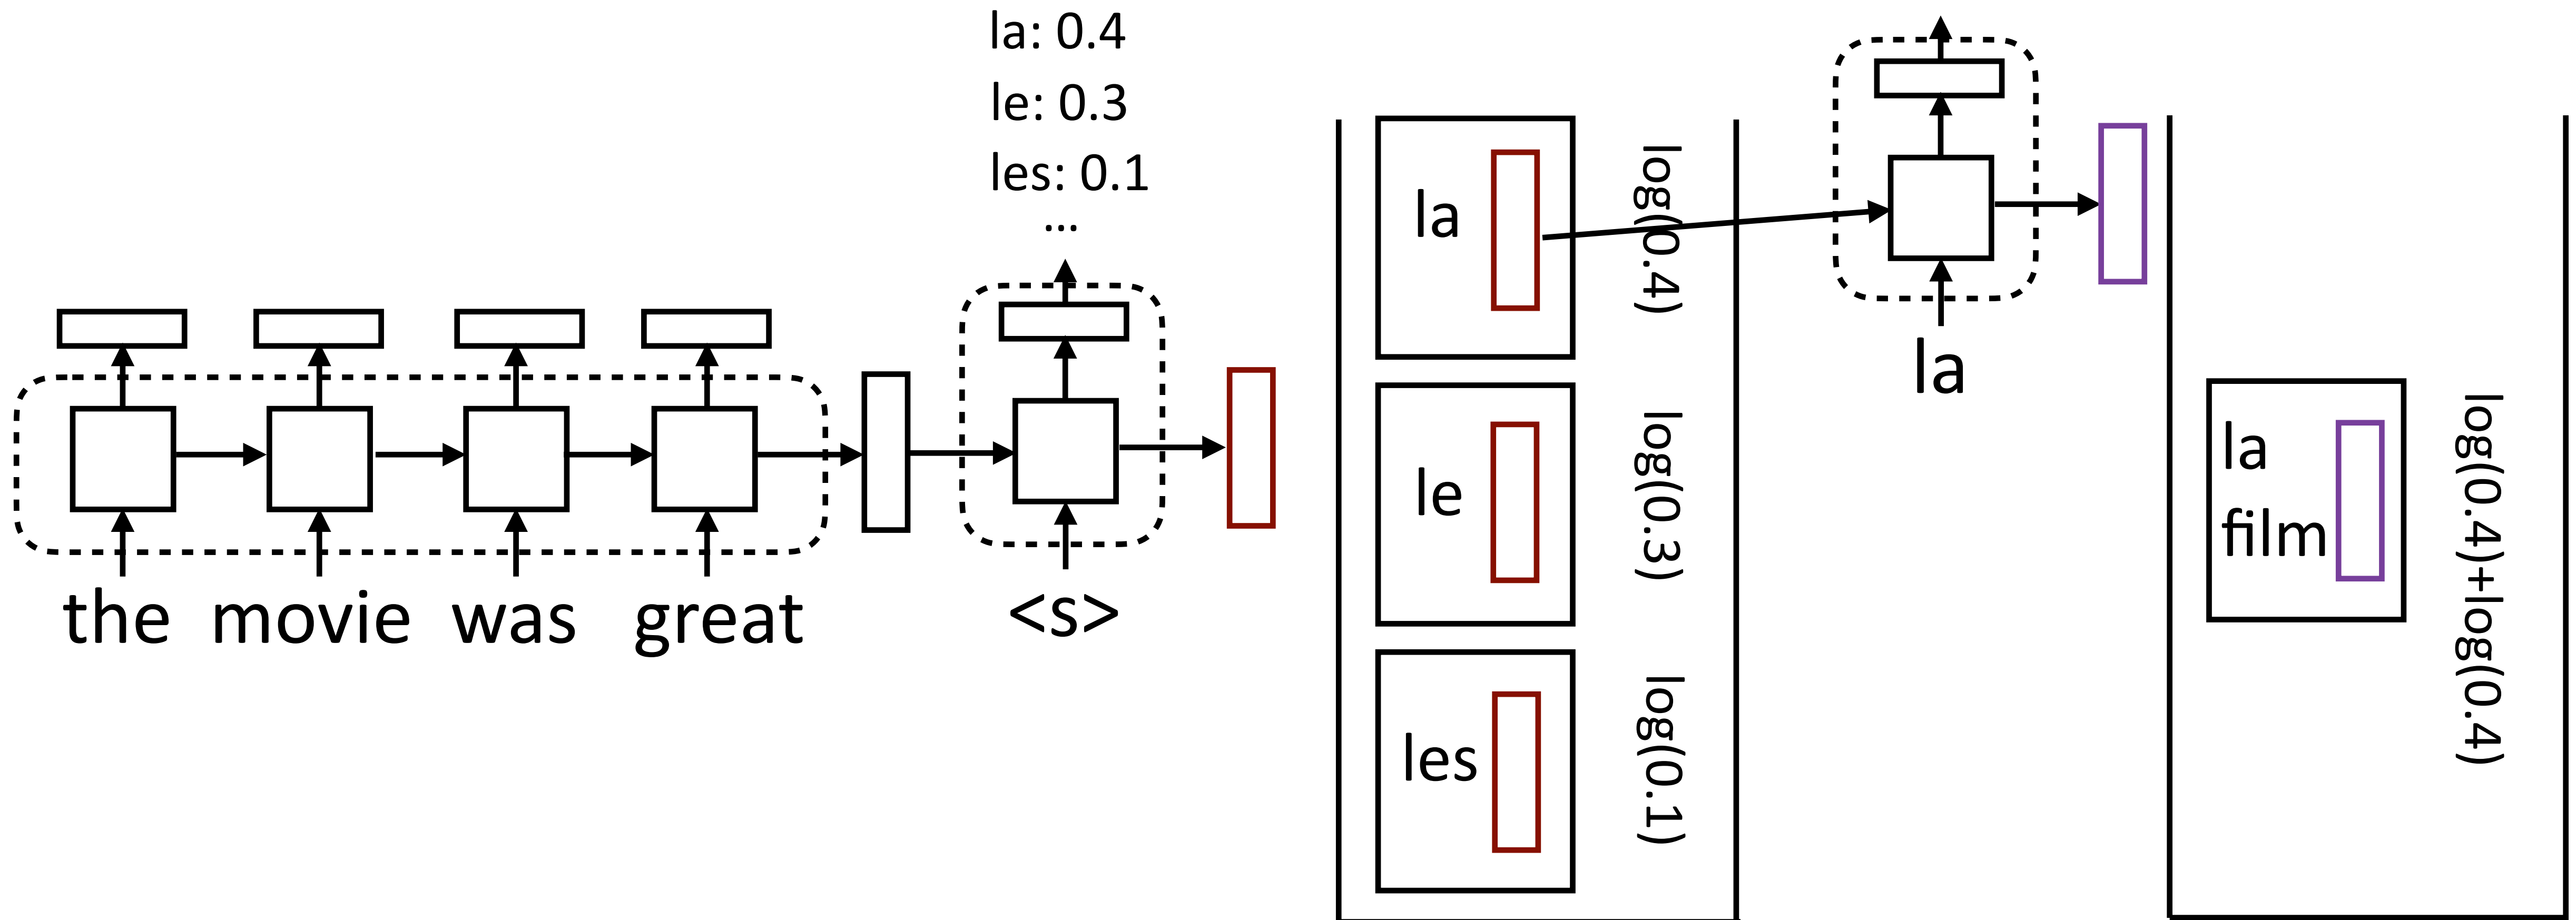 la: 0.4
le: 0.3
les: 0.1
...
the movie was great
<s>
la
log(0.4)
le
log(0.3)
les
log(0.1)
la
la
film
log(0.4)+log(0.4)